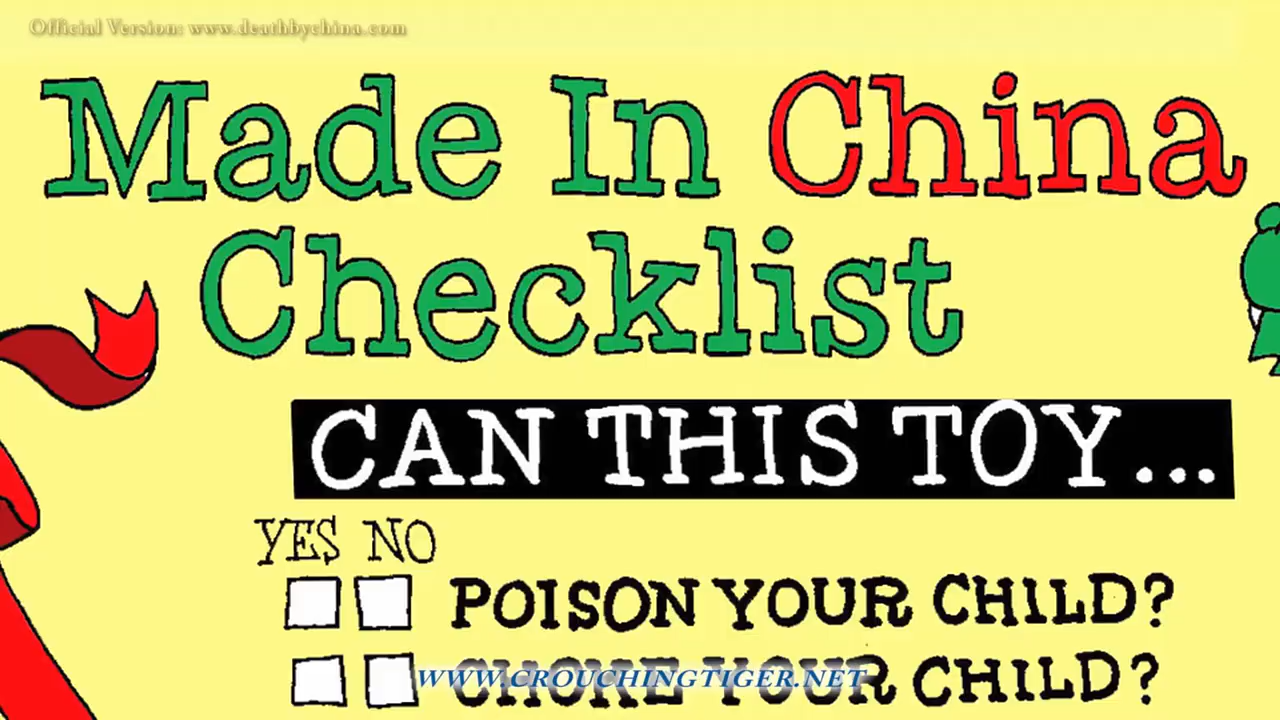 Official Version: www.deathbychina.com
Made In China
Checklist
CAN THIS TOY...
YES NO
POISON YOUR CHILD?
CHOKE YOUR CHILD?
WWW.CROUCHINGTIGER.NET